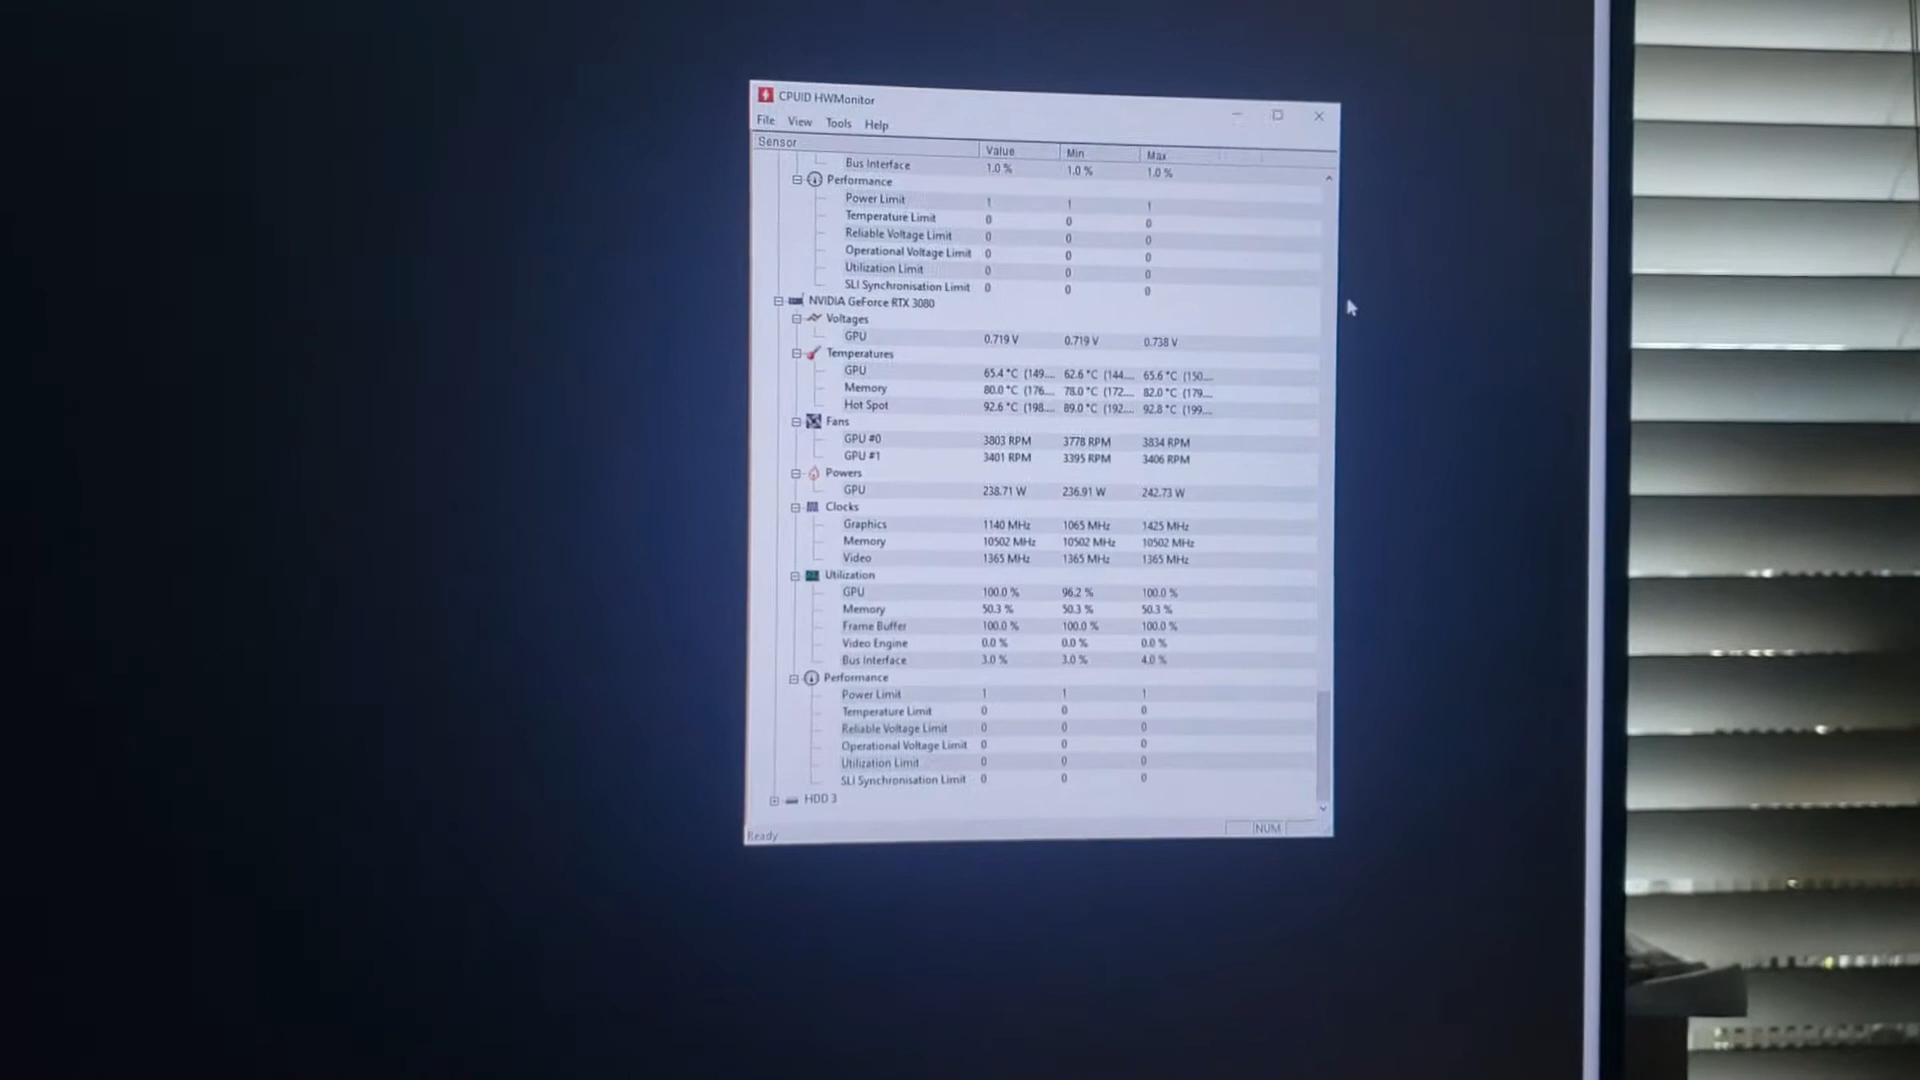 CPUID HWMonitor
File View Tools Help
Sensor Value Min Max
Bus Interface 1.0 % 1.0 % 1.0 %
Performance
Power Limit 1 1 1
Temperature Limit 0 0 0
Reliable Voltage Limit 0 0 0
Operational Voltage Limit 0 0 0
Utilization Limit 0 0 0
SLI Synchronisation Limit 0 0 0
NVIDIA GeForce RTX 3080
Voltages
GPU 0.719 V 0.719 V 0.738 V
Temperatures
GPU 65.4 °C (149.... 62.6 °C (144.... 65.6 °C (150....
Memory 80.0 °C (176.... 78.0 °C (172.... 82.0 °C (179....
Hot Spot 92.6 °C (198.... 89.0 °C (192.... 92.8 °C (199....
Fans
GPU #0 3803 RPM 3778 RPM 3834 RPM
GPU #1 3401 RPM 3395 RPM 3406 RPM
Powers
GPU 238.71 W 236.91 W 242.73 W
Clocks
Graphics 1140 MHz 1065 MHz 1425 MHz
Memory 10502 MHz 10502 MHz 10502 MHz
Video 1365 MHz 1365 MHz 1365 MHz
Utilization
GPU 100.0 % 96.2 % 100.0 %
Memory 50.3 % 50.3 % 50.3 %
Frame Buffer 100.0 % 100.0 % 100.0 %
Video Engine 0.0 % 0.0 % 0.0 %
Bus Interface 3.0 % 3.0 % 4.0 %
Performance
Power Limit 1 1 1
Temperature Limit 0 0 0
Reliable Voltage Limit 0 0 0
Operational Voltage Limit 0 0 0
Utilization Limit 0 0 0
SLI Synchronisation Limit 0 0 0
HDD 3
Ready NUM